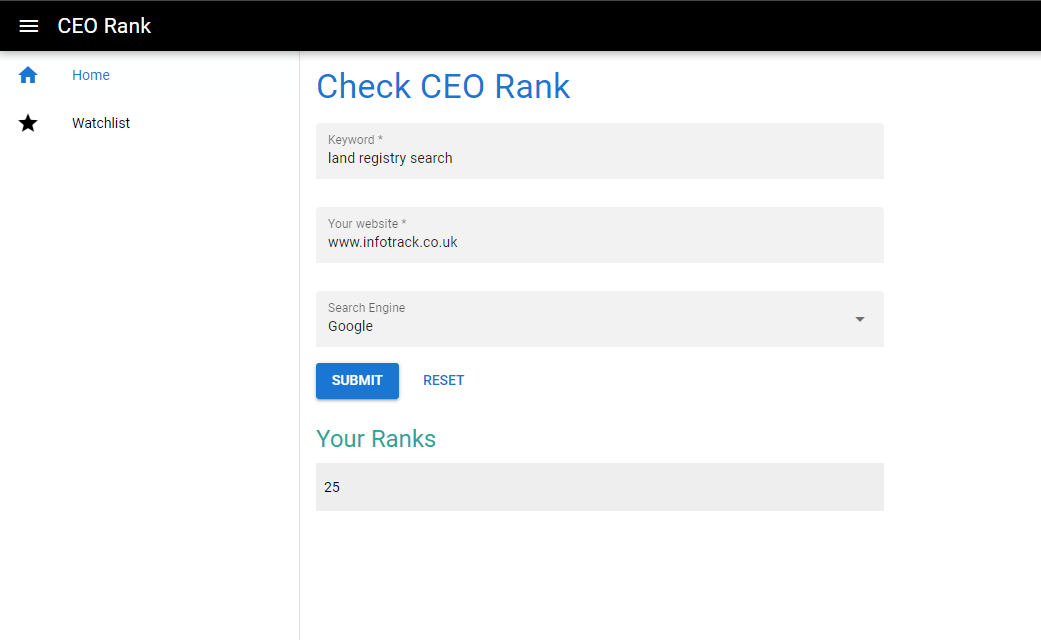 CEO Rank
Home
Watchlist
Check CEO Rank
Keyword *
land registry search
Your website *
www.infotrack.co.uk
Search Engine
Google
SUBMIT
RESET
Your Ranks
25